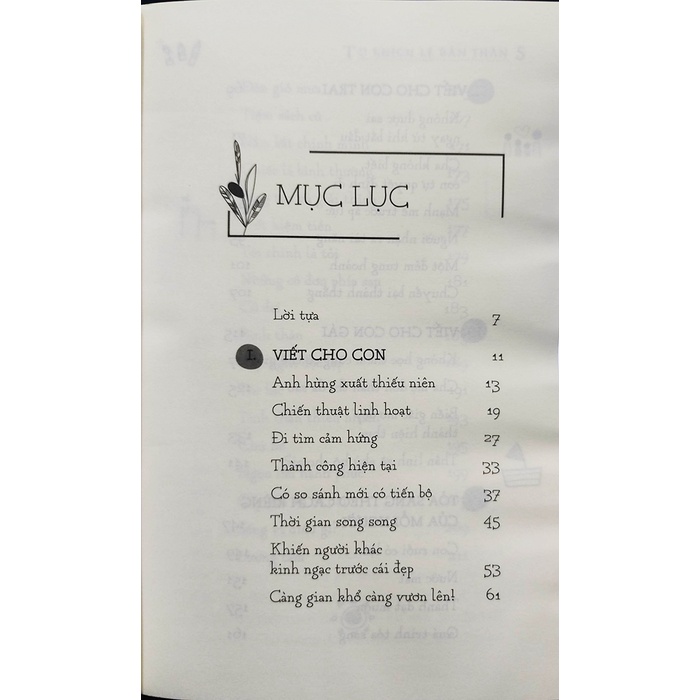 MỤC LỤC
Lời tựa 7
I. VIẾT CHO CON 11
Anh hùng xuất thiếu niên 13
Chiến thuật linh hoạt 19
Đi tìm cảm hứng 27
Thành công hiện tại 33
Có so sánh mới có tiến bộ 37
Thời gian song song 45
Khiến người khác
kinh ngạc trước cái đẹp 53
Càng gian khổ càng vươn lên! 61